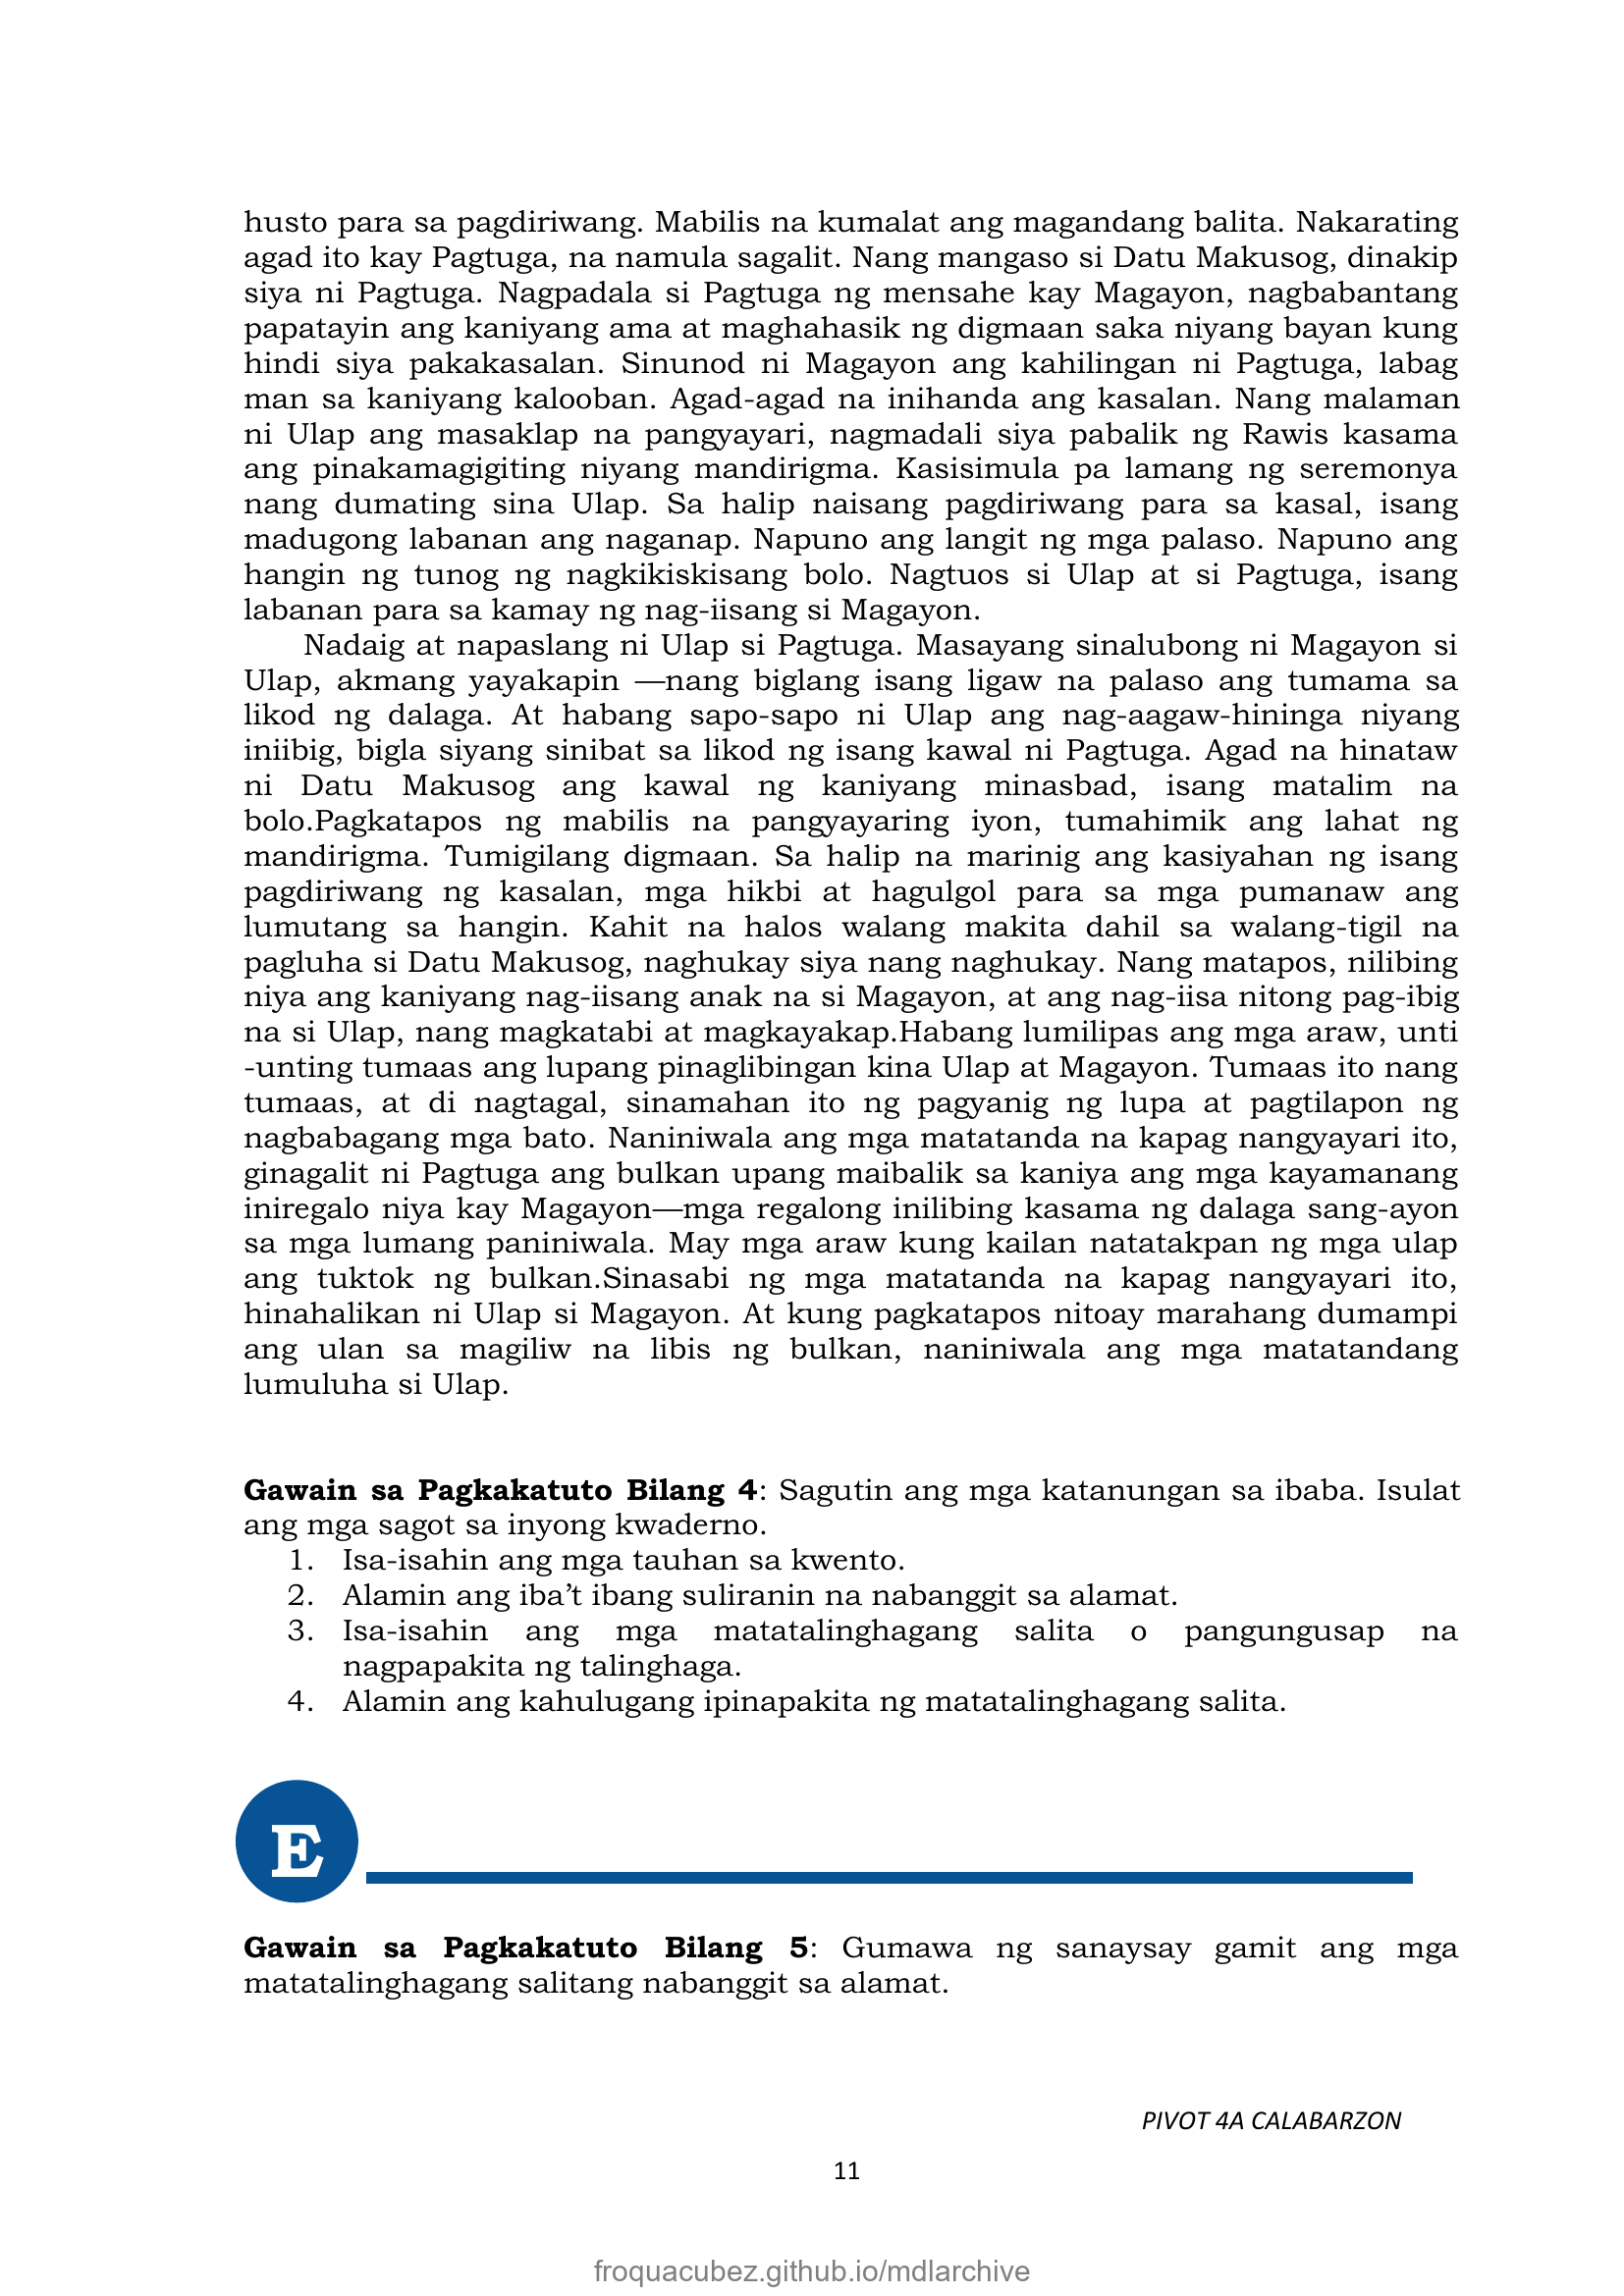 husto para sa pagdiriwang. Mabilis na kumalat ang magandang balita. Nakarating
agad ito kay Pagtuga, na namula sagalit. Nang mangaso si Datu Makusog, dinakip
siya ni Pagtuga. Nagpadala si Pagtuga ng mensahe kay Magayon, nagbabantang
papatayin ang kaniyang ama at maghahasik ng digmaan saka niyang bayan kung
hindi siya pakakasalan. Sinunod ni Magayon ang kahilingan ni Pagtuga, labag
man sa kaniyang kalooban. Agad-agad na inihanda ang kasalan. Nang malaman
ni Ulap ang masaklap na pangyayari, nagmadali siya pabalik ng Rawis kasama
ang pinakamagigiting niyang mandirigma. Kasisimula pa lamang ng seremonya
nang dumating sina Ulap. Sa halip naisang pagdiriwang para sa kasal, isang
madugong labanan ang naganap. Napuno ang langit ng mga palaso. Napuno ang
hangin ng tunog ng nagkikiskisang bolo. Nagtuos si Ulap at si Pagtuga, isang
labanan para sa kamay ng nag-iisang si Magayon.
Nadaig at napaslang ni Ulap si Pagtuga. Masayang sinalubong ni Magayon si
Ulap, akmang yayakapin —nang biglang isang ligaw na palaso ang tumama sa
likod ng dalaga. At habang sapo-sapo ni Ulap ang nag-aagaw-hininga niyang
iniibig, bigla siyang sinibat sa likod ng isang kawal ni Pagtuga. Agad na hinataw
ni Datu Makusog ang kawal ng kaniyang minasbad, isang matalim na
bolo.Pagkatapos ng mabilis na pangyayaring iyon, tumahimik ang lahat ng
mandirigma. Tumigilang digmaan. Sa halip na marinig ang kasiyahan ng isang
pagdiriwang ng kasalan, mga hikbi at hagulgol para sa mga pumanaw ang
lumutang sa hangin. Kahit na halos walang makita dahil sa walang-tigil na
pagluha si Datu Makusog, naghukay siya nang naghukay. Nang matapos, nilibing
niya ang kaniyang nag-iisang anak na si Magayon, at ang nag-iisa nitong pag-ibig
na si Ulap, nang magkatabi at magkayakap.Habang lumilipas ang mga araw, unti
-unting tumaas ang lupang pinaglibingan kina Ulap at Magayon. Tumaas ito nang
tumaas, at di nagtagal, sinamahan ito ng pagyanig ng lupa at pagtilapon ng
nagbabagang mga bato. Naniniwala ang mga matatanda na kapag nangyayari ito,
ginagalit ni Pagtuga ang bulkan upang maibalik sa kaniya ang mga kayamanang
iniregalo niya kay Magayon—mga regalong inilibing kasama ng dalaga sang-ayon
sa mga lumang paniniwala. May mga araw kung kailan natatakpan ng mga ulap
ang tuktok ng bulkan.Sinasabi ng mga matatanda na kapag nangyayari ito,
hinahalikan ni Ulap si Magayon. At kung pagkatapos nitoay marahang dumampi
ang ulan sa magiliw na libis ng bulkan, naniniwala ang mga matatandang
lumuluha si Ulap.
Gawain sa Pagkakatuto Bilang 4: Sagutin ang mga katanungan sa ibaba. Isulat
ang mga sagot sa inyong kwaderno.
1. Isa-isahin ang mga tauhan sa kwento.
2. Alamin ang iba’t ibang suliranin na nabanggit sa alamat.
3. Isa-isahin ang mga matatalinghagang salita o pangungusap na
nagpapakita ng talinghaga.
4. Alamin ang kahulugang ipinapakita ng matatalinghagang salita.
E
Gawain sa Pagkakatuto Bilang 5: Gumawa ng sanaysay gamit ang mga
matatalinghagang salitang nabanggit sa alamat.
PIVOT 4A CALABARZON
11
froquacubez.github.io/mdlarchive